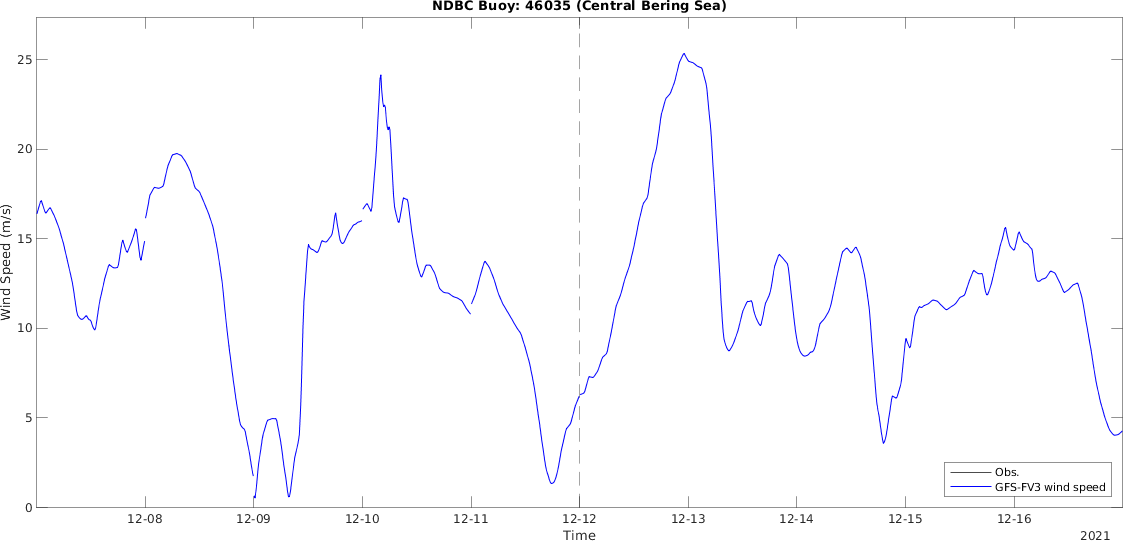 NDBC Buoy: 46035 (Central Bering Sea)
Wind Speed (m/s)
25
20
15
10
5
0
12-08 12-09 12-10 12-11 12-12 12-13 12-14 12-15 12-16
Time
2021
Obs.
GFS-FV3 wind speed